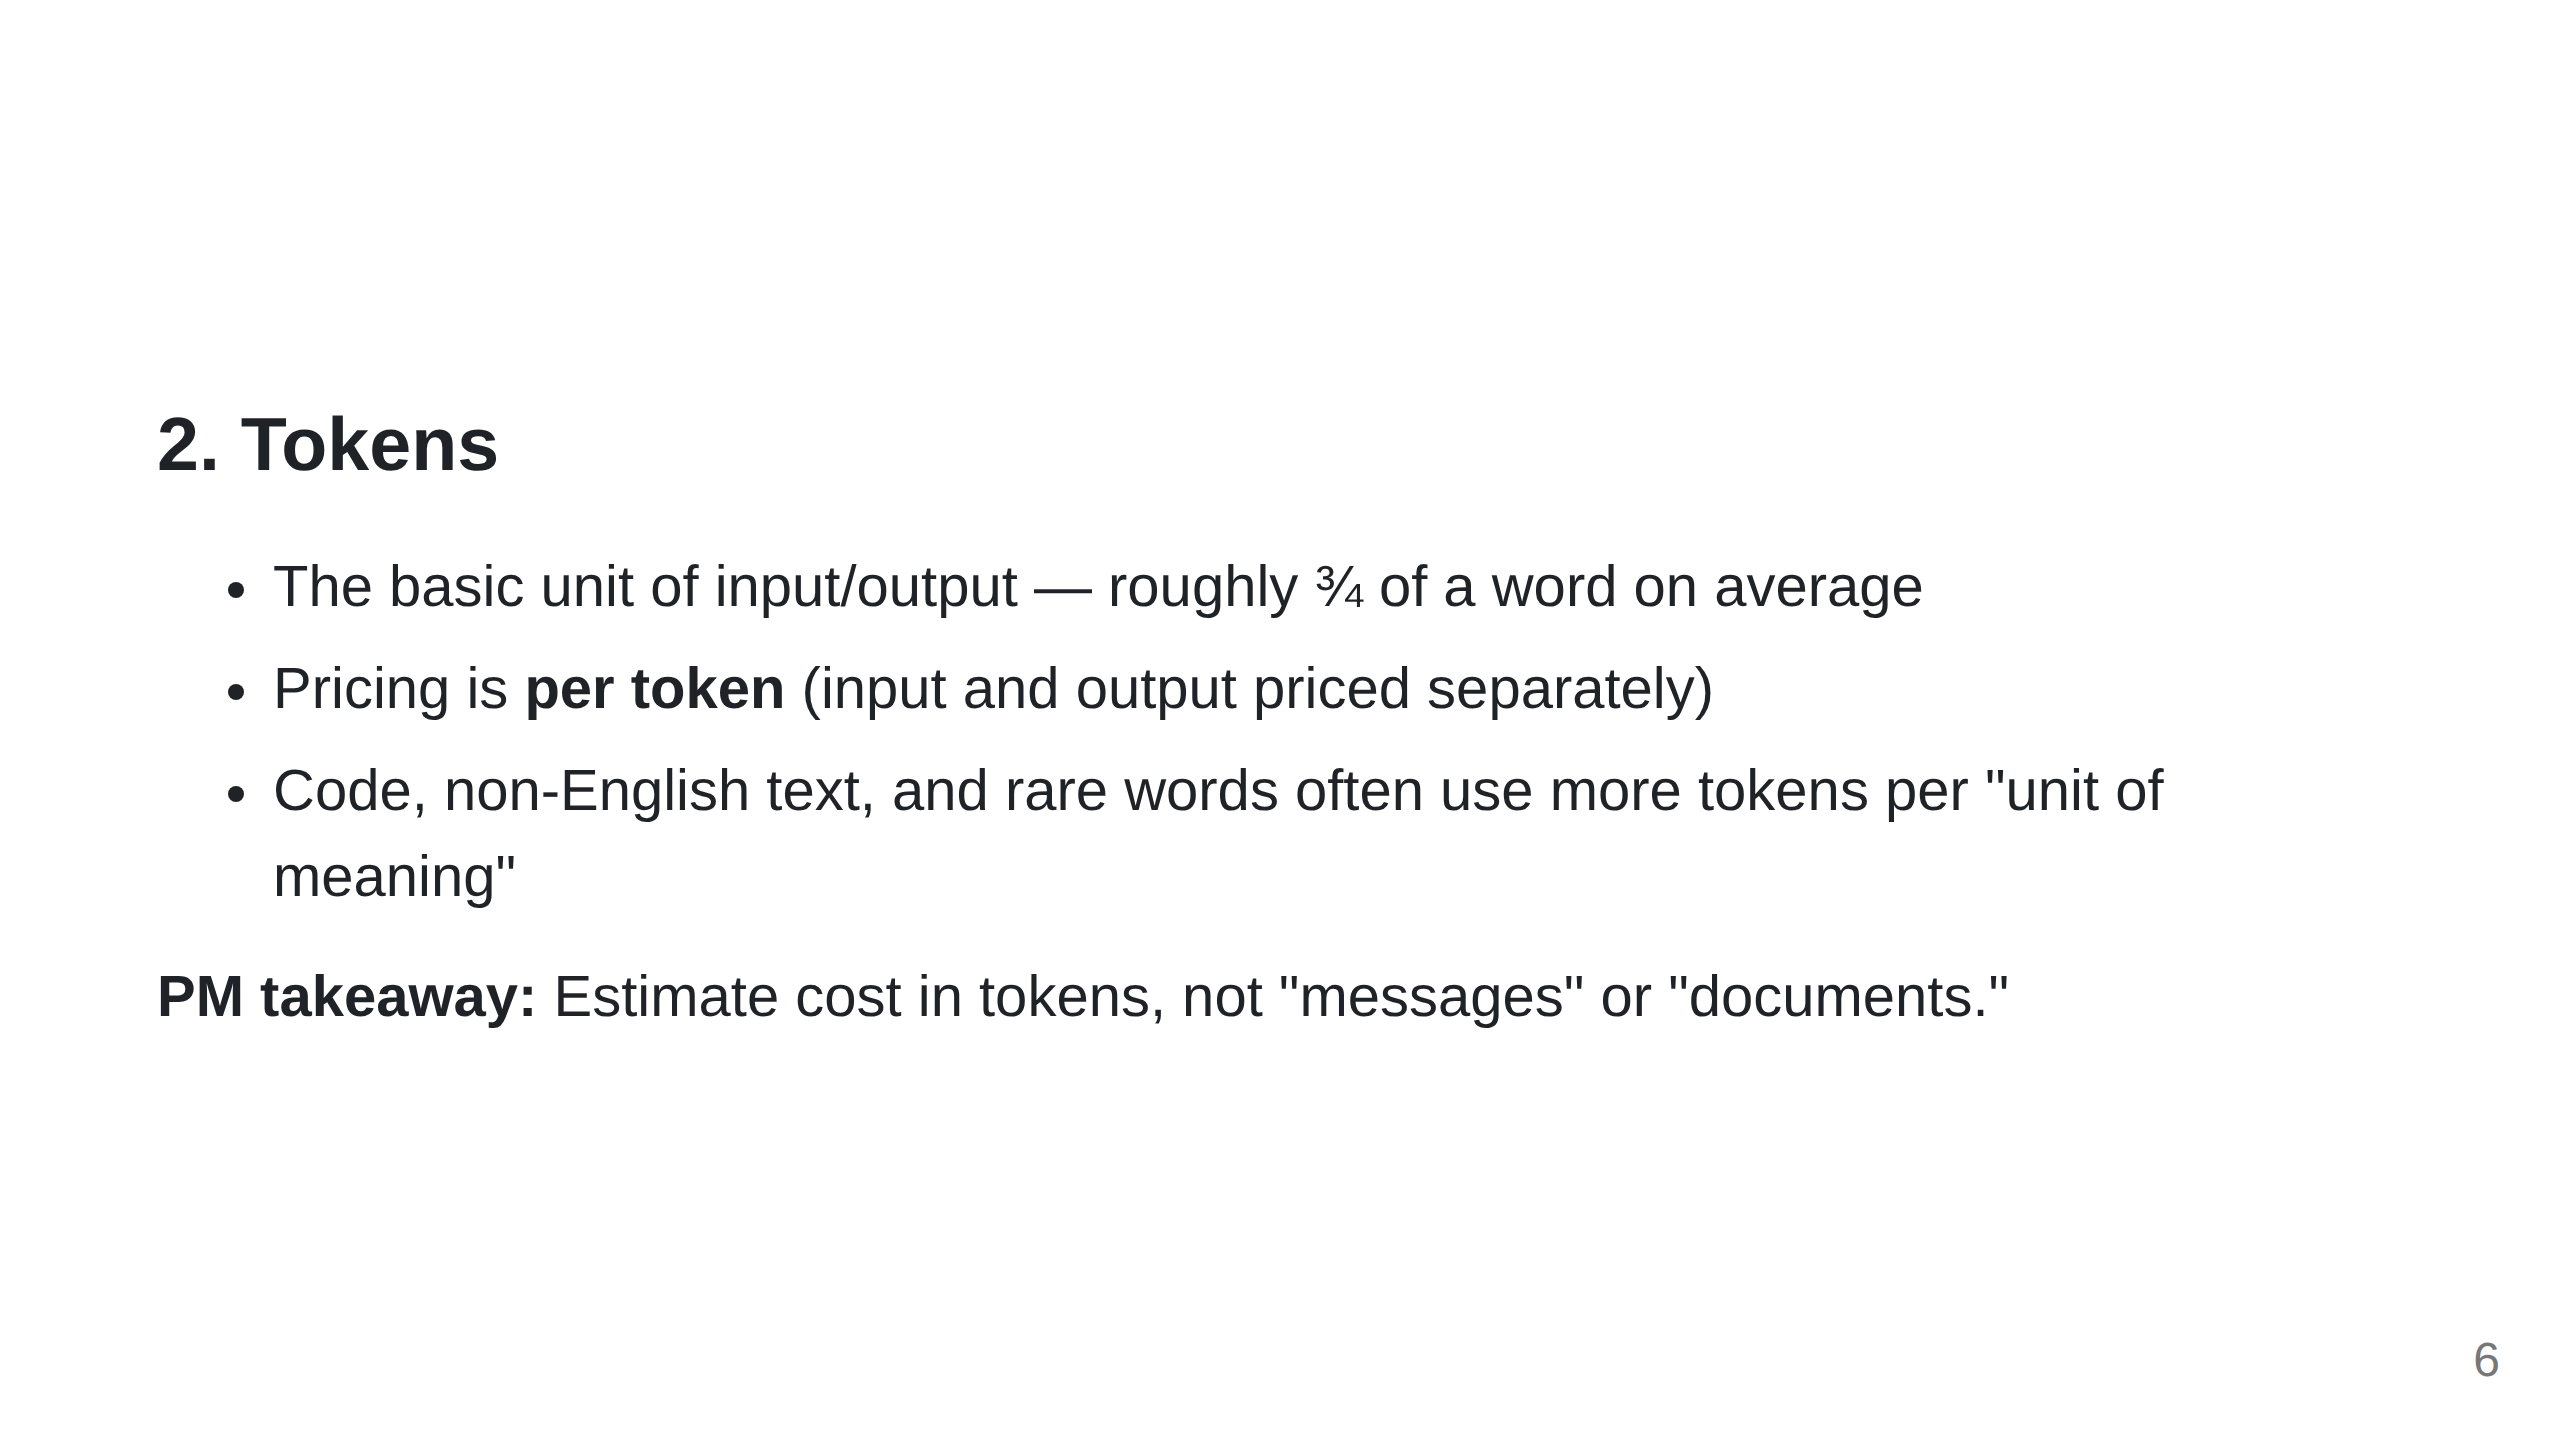 2. Tokens
• The basic unit of input/output — roughly ¾ of a word on average
• Pricing is per token (input and output priced separately)
• Code, non-English text, and rare words often use more tokens per "unit of
meaning"
PM takeaway: Estimate cost in tokens, not "messages" or "documents."
6